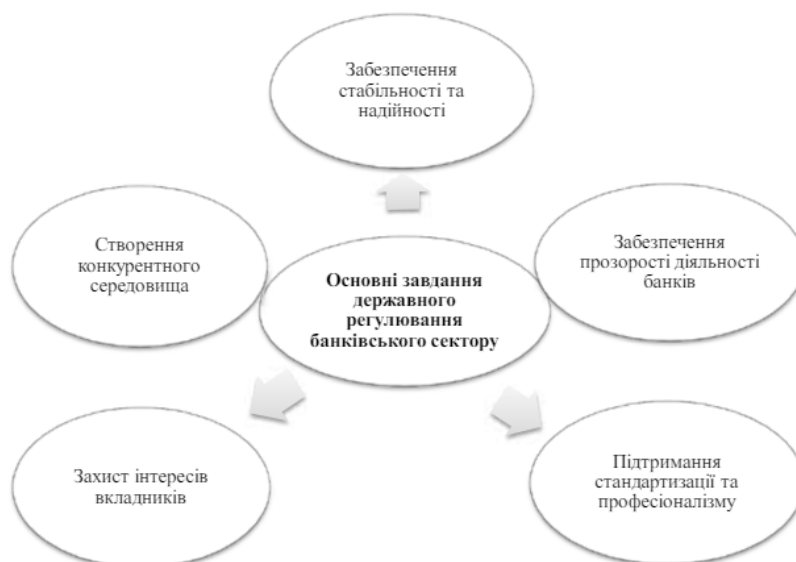 Забезпечення
стабільності та
надійності
Створення
конкурентного
середовища
Забезпечення
прозорості діяльності
банків
Основні завдання
державного
регулювання
банківського сектору
Захист інтересів
вкладників
Підтримання
стандартизації та
професіоналізму